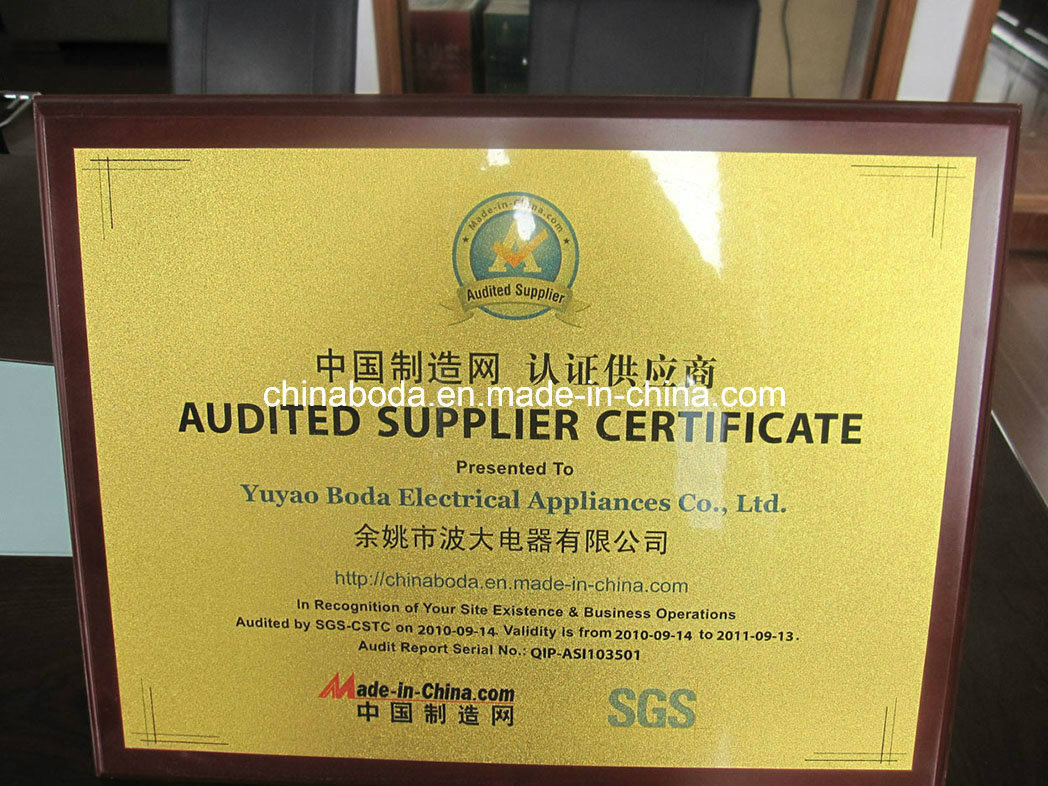 Made-in-China.com
A
Audited Supplier
中国制造网 认证供应商
chinaboda.en.made-in-china.com
AUDITED SUPPLIER CERTIFICATE
Presented To
Yuyao Boda Electrical Appliances Co., Ltd.
余姚市波大电器有限公司
http://chinaboda.en.made-in-china.com
In Recognition of Your Site Existence & Business Operations
Audited by SGS-CSTC on 2010-09-14. Validity is from 2010-09-14 to 2011-09-13.
Audit Report Serial No.: QIP-ASI103501
Made-in-China.com
中国制造网
SGS